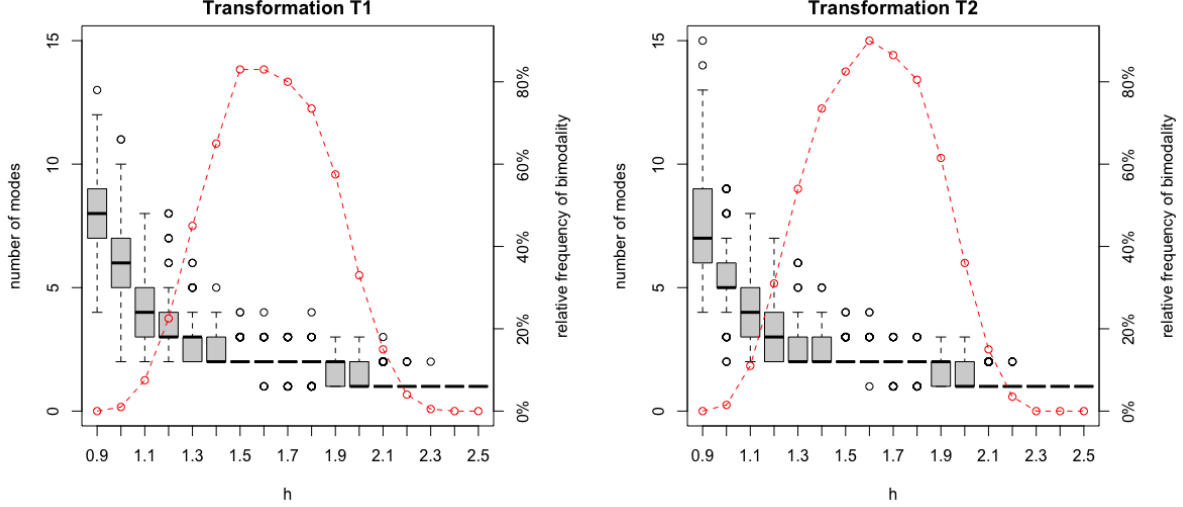 Transformation T1
number of modes
15
10
5
0
80%
60%
40%
20%
0%
relative frequency of bimodality
0.9 1.1 1.3 1.5 1.7 1.9 2.1 2.3 2.5
h
Transformation T2
number of modes
15
10
5
0
80%
60%
40%
20%
0%
relative frequency of bimodality
0.9 1.1 1.3 1.5 1.7 1.9 2.1 2.3 2.5
h